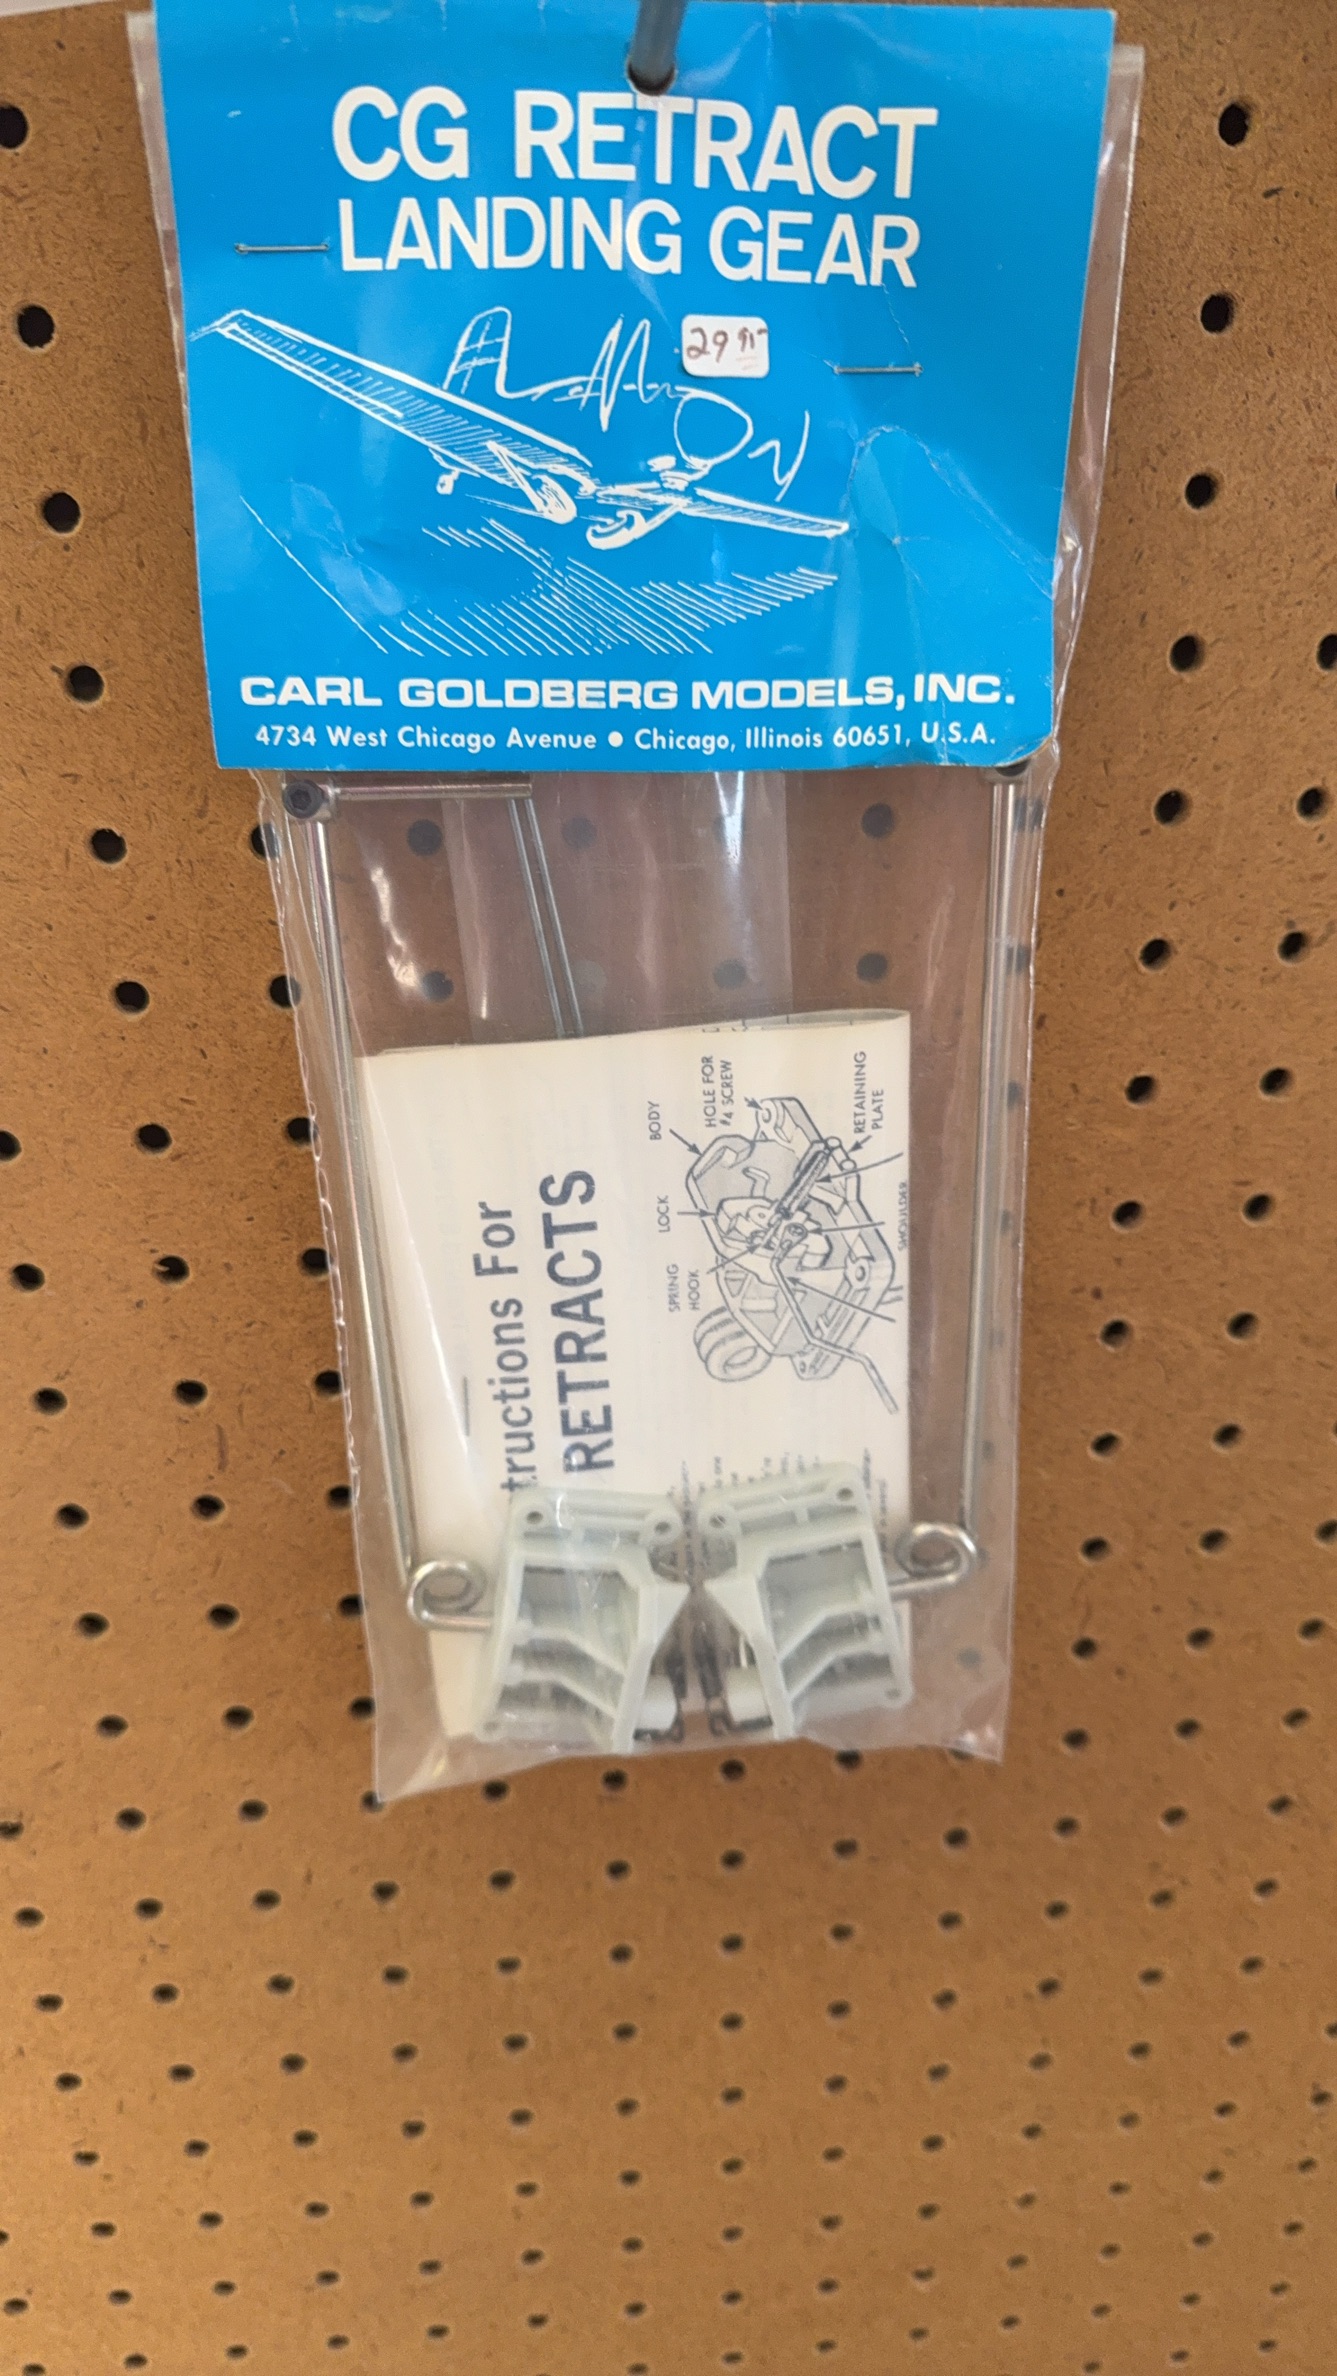 CG RETRACT
LANDING GEAR
29 95
CARL GOLDBERG MODELS, INC.
4734 West Chicago Avenue ● Chicago, Illinois 60651, U.S.A.
tructions For
RETRACTS
SPRING
HOOK
LOCK
BODY
HOLE FOR
#4 SCREW
RETAINING
PLATE
SHOULDER